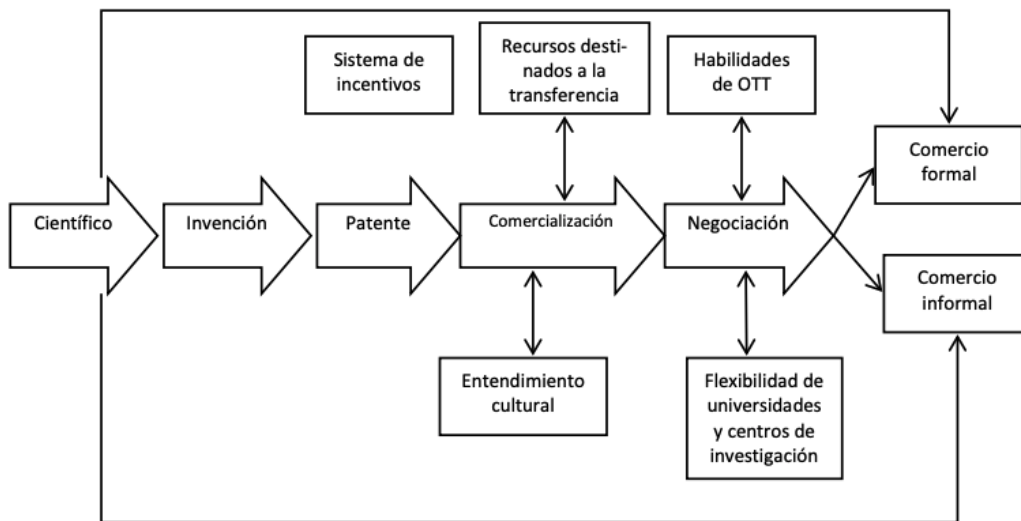 Sistema de
incentivos
Recursos desti-
nados a la
transferencia
Habilidades
de OTT
Comercio
formal
Científico
Invención
Patente
Comercialización
Negociación
Comercio
informal
Entendimiento
cultural
Flexibilidad de
universidades
y centros de
investigación